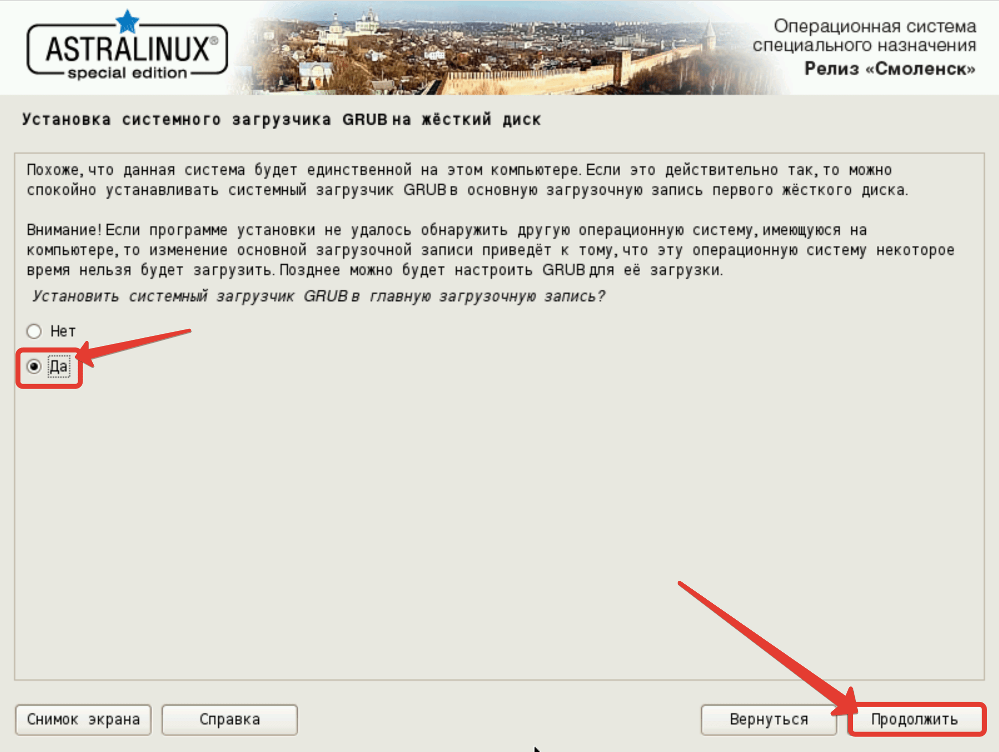 ASTRALINUX®
special edition
Операционная система
специального назначения
Релиз «Смоленск»
Установка системного загрузчика GRUB на жёсткий диск
Похоже, что данная система будет единственной на этом компьютере. Если это действительно так, то можно
спокойно устанавливать системный загрузчик GRUB в основную загрузочную запись первого жёсткого диска.
Внимание! Если программе установки не удалось обнаружить другую операционную систему, имеющуюся на
компьютере, то изменение основной загрузочной записи приведёт к тому, что эту операционную систему некоторое
время нельзя будет загрузить. Позднее можно будет настроить GRUB для её загрузки.
Установить системный загрузчик GRUB в главную загрузочную запись?
Нет
Да
Снимок экрана
Справка
Вернуться
Продолжить